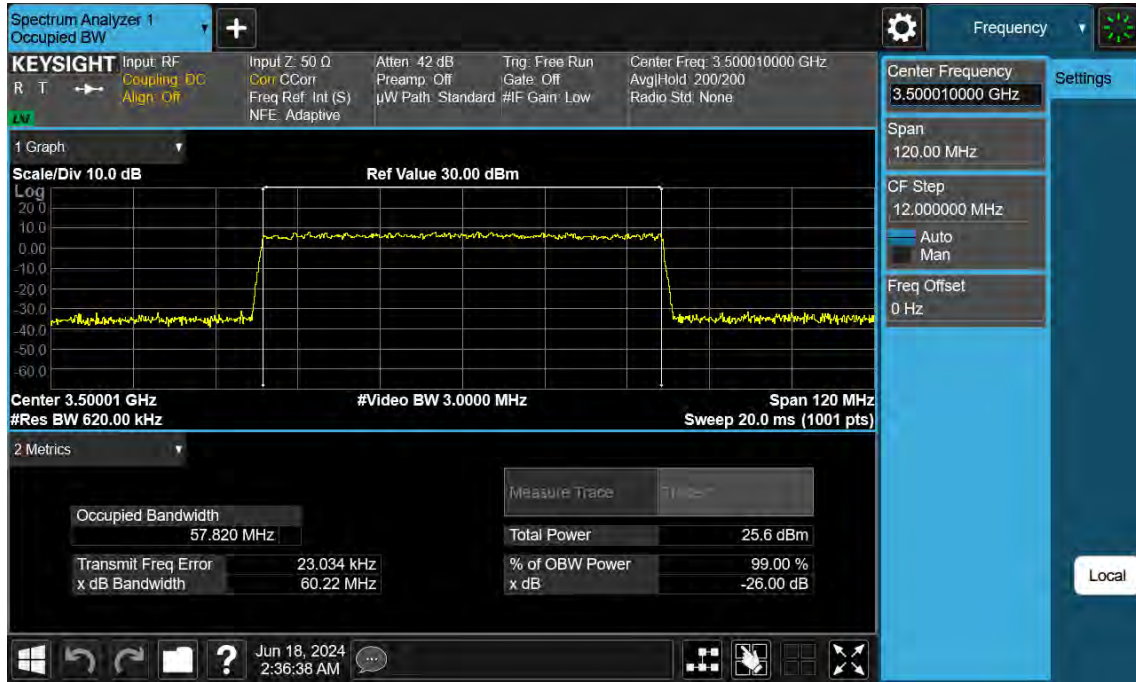 Spectrum Analyzer 1
Occupied BW
Frequency
KEYSIGHT
R T
Input: RF
Coupling: DC
Align: Off
Input Z: 50 Ω
Corr CCorr
Freq Ref: Int (S)
NFE: Adaptive
Atten: 42 dB
Preamp: Off
µW Path: Standard
Trig: Free Run
Gate: Off
#IF Gain: Low
Center Freq: 3.500010000 GHz
Avg|Hold: 200/200
Radio Std: None
1 Graph
Scale/Div 10.0 dB
Ref Value 30.00 dBm
Log
20.0
10.0
0.00
-10.0
-20.0
-30.0
-40.0
-50.0
-60.0
Center 3.50001 GHz
#Video BW 3.0000 MHz
Span 120 MHz
#Res BW 620.00 kHz
Sweep 20.0 ms (1001 pts)
2 Metrics
Measure Trace
Occupied Bandwidth
57.820 MHz
Total Power 25.6 dBm
Transmit Freq Error 23.034 kHz
% of OBW Power 99.00 %
x dB Bandwidth 60.22 MHz
x dB -26.00 dB
Center Frequency
3.500010000 GHz
Settings
Span
120.00 MHz
CF Step
12.000000 MHz
Auto
Man
Freq Offset
0 Hz
Local
?
Jun 18, 2024
2:36:38 AM